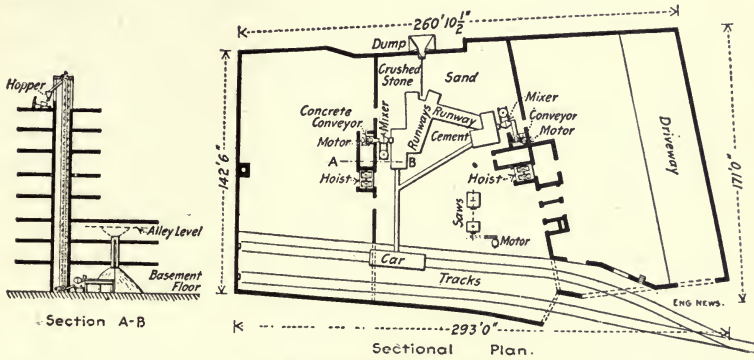 Hopper
Alley Level
Basement
Floor
Section A-B
260' 10½"
142'6"
171'0"
293'0"
Dump
Crushed
Stone
Sand
Concrete
Conveyor
Motor
Mixer
Hoist
A
B
Runways
Runway
Cement
Mixer
Conveyor
Motor
Hoist
Saws
Motor
Driveway
Car
Tracks
ENG NEWS.
Sectional Plan.